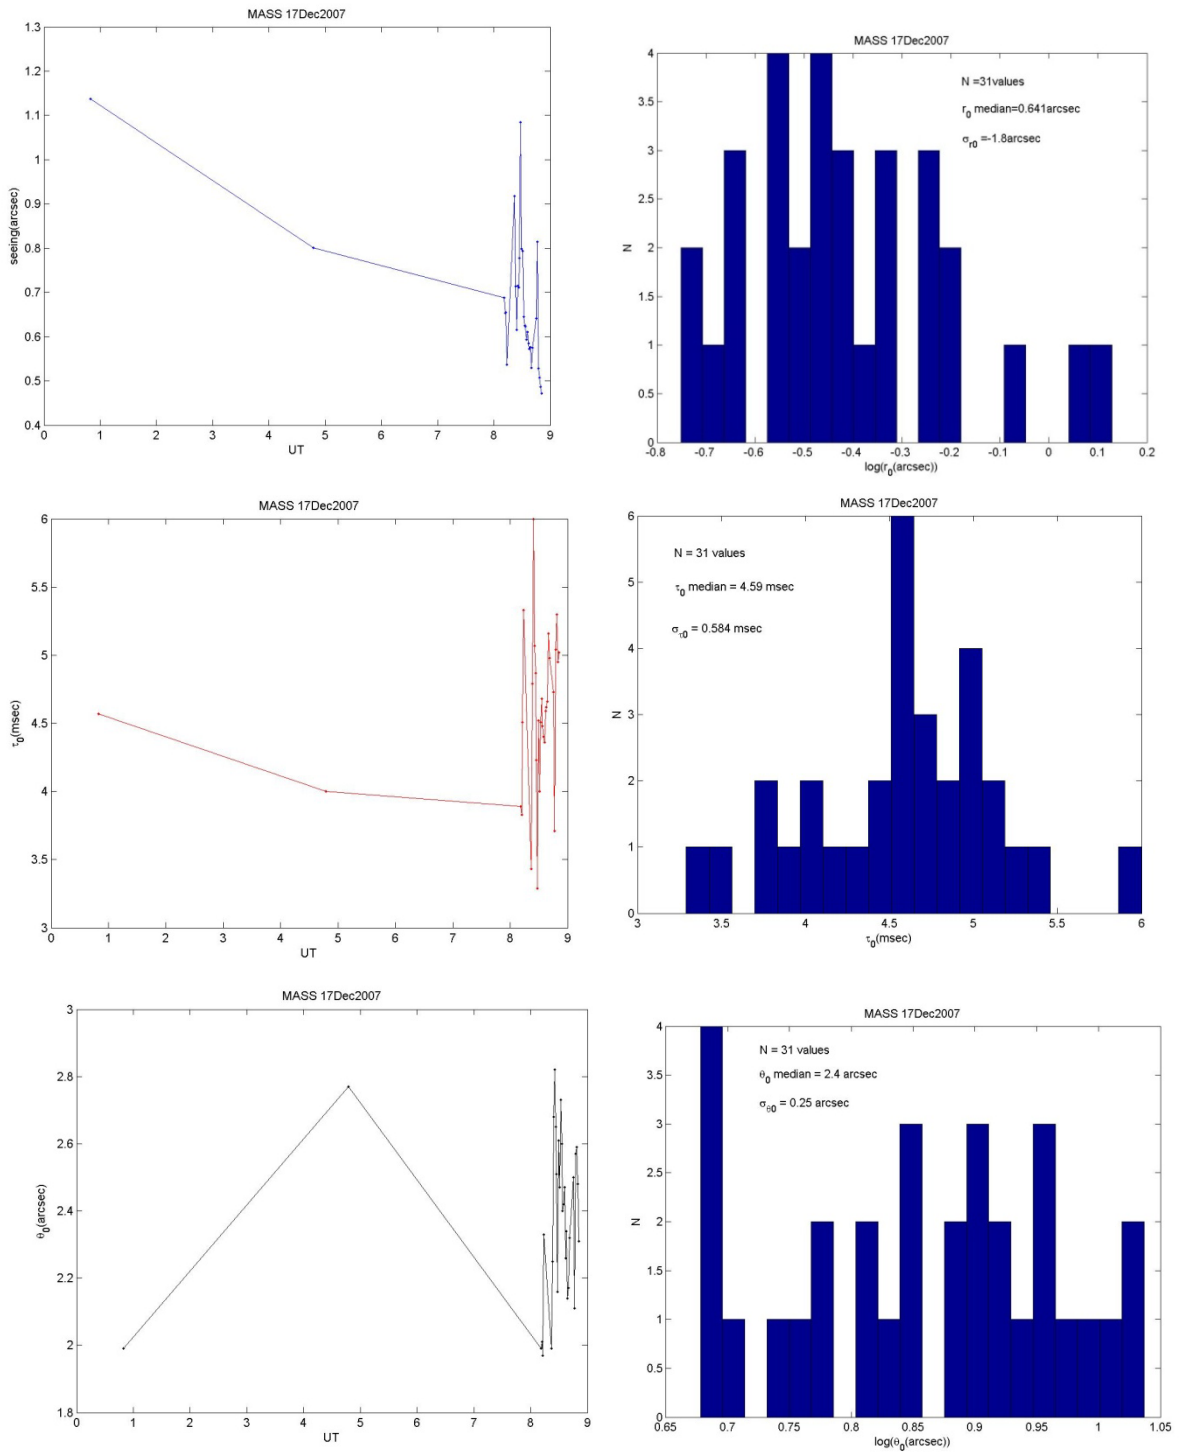 MASS 17Dec2007
1.3
1.2
1.1
1
0.9
0.8
0.7
0.6
0.5
0.4
seeing(arcsec)
0 1 2 3 4 5 6 7 8 9
UT
MASS 17Dec2007
N =31values
r0 median=0.641arcsec
σr0 =-1.8arcsec
4
3.5
3
2.5
2
1.5
1
0.5
0
N
-0.8 -0.7 -0.6 -0.5 -0.4 -0.3 -0.2 -0.1 0 0.1 0.2
log(r0(arcsec))
MASS 17Dec2007
6
5.5
5
4.5
4
3.5
3
τ0(msec)
0 1 2 3 4 5 6 7 8 9
UT
MASS 17Dec2007
N = 31 values
τ0 median = 4.59 msec
στ0 = 0.584 msec
6
5
4
3
2
1
0
N
3 3.5 4 4.5 5 5.5 6
τ0(msec)
MASS 17Dec2007
3
2.8
2.6
2.4
2.2
2
1.8
θ0(arcsec)
0 1 2 3 4 5 6 7 8 9
UT
MASS 17Dec2007
N = 31 values
θ0 median = 2.4 arcsec
σθ0 = 0.25 arcsec
4
3.5
3
2.5
2
1.5
1
0.5
0
N
0.65 0.7 0.75 0.8 0.85 0.9 0.95 1 1.05
log(θ0(arcsec))